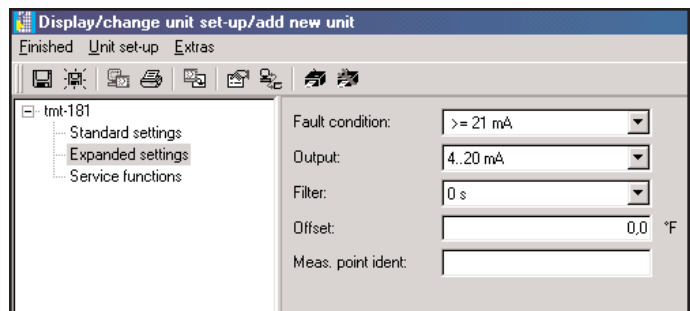 Display/change unit set-up/add new unit
Finished Unit set-up Extras
tmt-181
Standard settings
Expanded settings
Service functions
Fault condition: >= 21 mA
Output: 4..20 mA
Filter: 0 s
Offset: 0,0 °F
Meas. point ident: